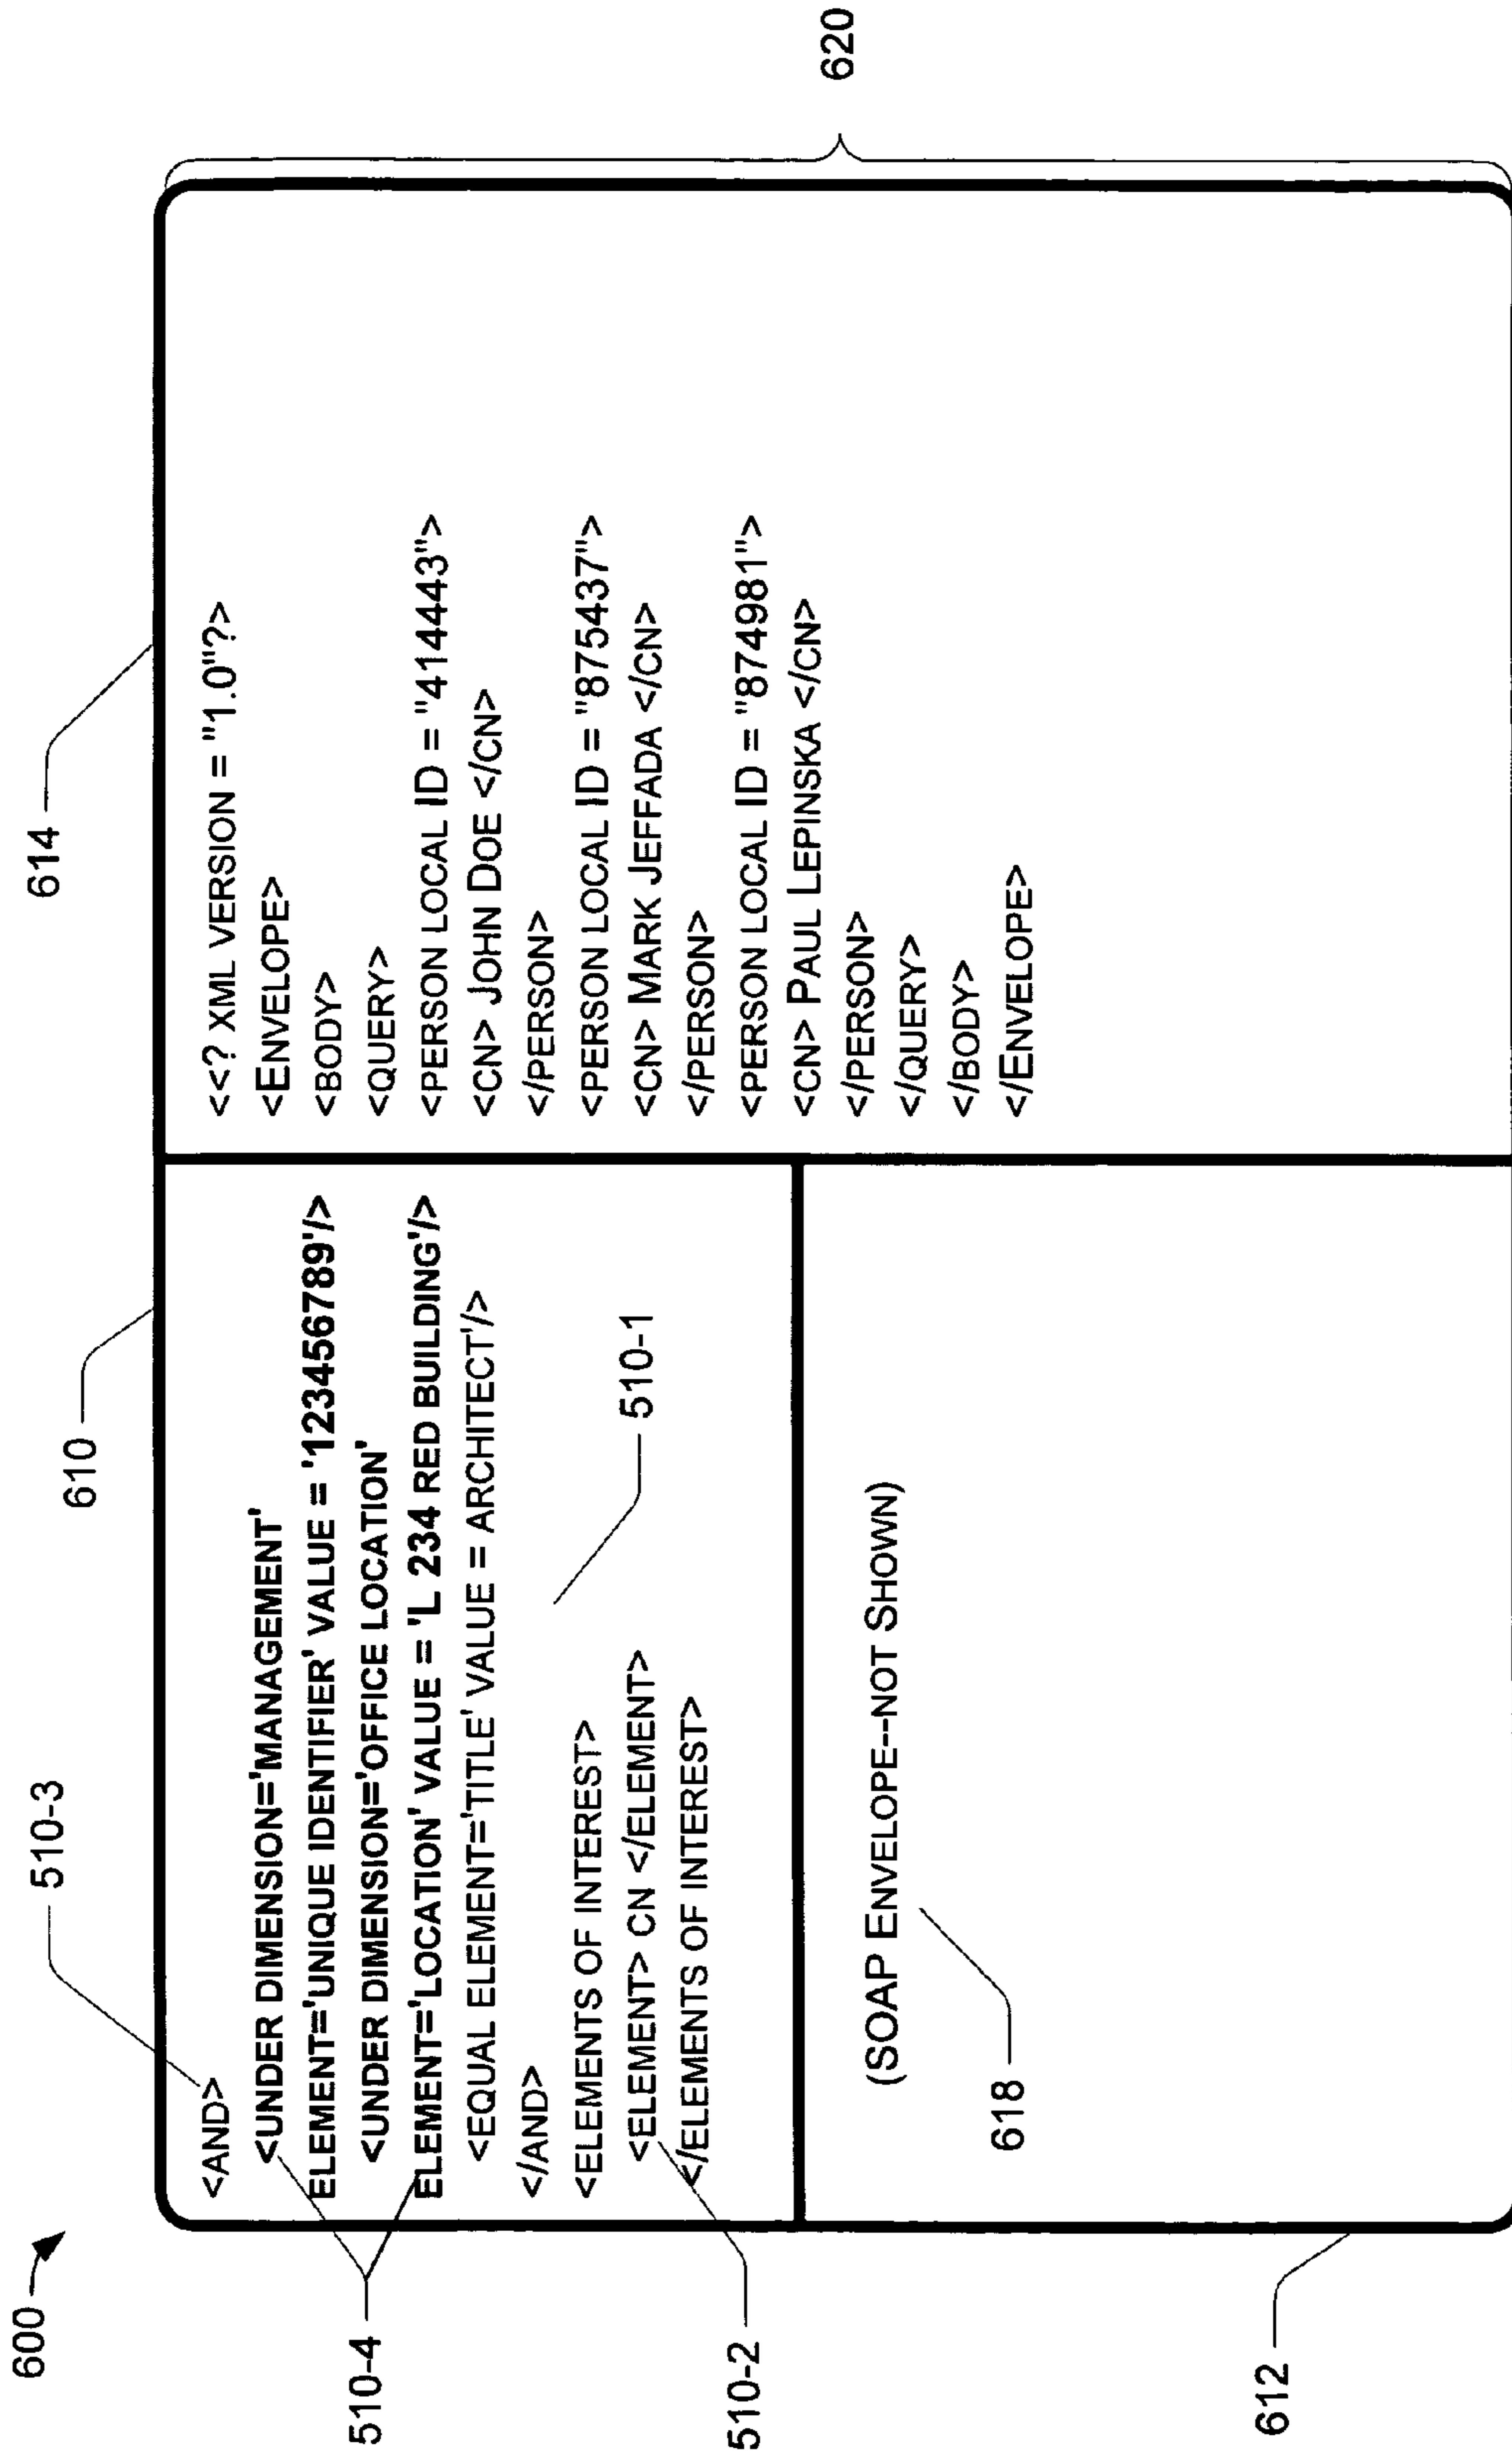 600
510-3
610
614
<AND>
<UNDER DIMENSION='MANAGEMENT'
ELEMENT='UNIQUE IDENTIFIER' VALUE = '123456789'/>
<UNDER DIMENSION='OFFICE LOCATION'
ELEMENT='LOCATION' VALUE = 'L 234 RED BUILDING'/>
<EQUAL ELEMENT='TITLE' VALUE = ARCHITECT'/>
</AND>
<ELEMENTS OF INTEREST>
<ELEMENT> CN </ELEMENT>
</ELEMENTS OF INTEREST>
510-4
510-1
510-2
(SOAP ENVELOPE--NOT SHOWN)
618
612
<<? XML VERSION = "1.0"?>
<ENVELOPE>
<BODY>
<QUERY>
<PERSON LOCAL ID = "414443">
<CN> JOHN DOE </CN>
</PERSON>
<PERSON LOCAL ID = "875437">
<CN> MARK JEFFADA </CN>
</PERSON>
<PERSON LOCAL ID = "874981">
<CN> PAUL LEPINSKA </CN>
</PERSON>
</QUERY>
</BODY>
</ENVELOPE>
620